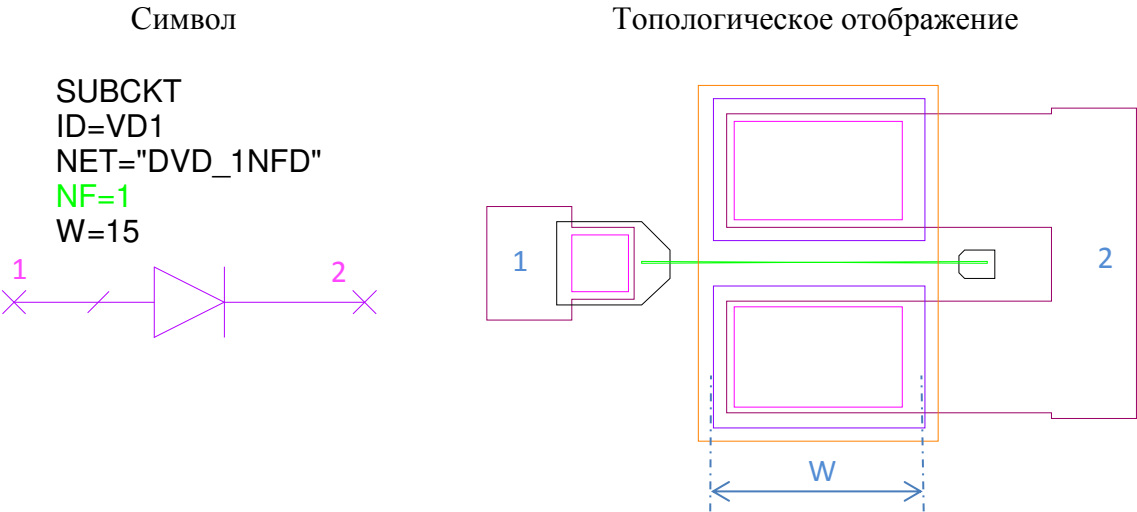 Символ
Топологическое отображение
SUBCKT
ID=VD1
NET="DVD_1NFD"
NF=1
W=15
1
2
1
2
W